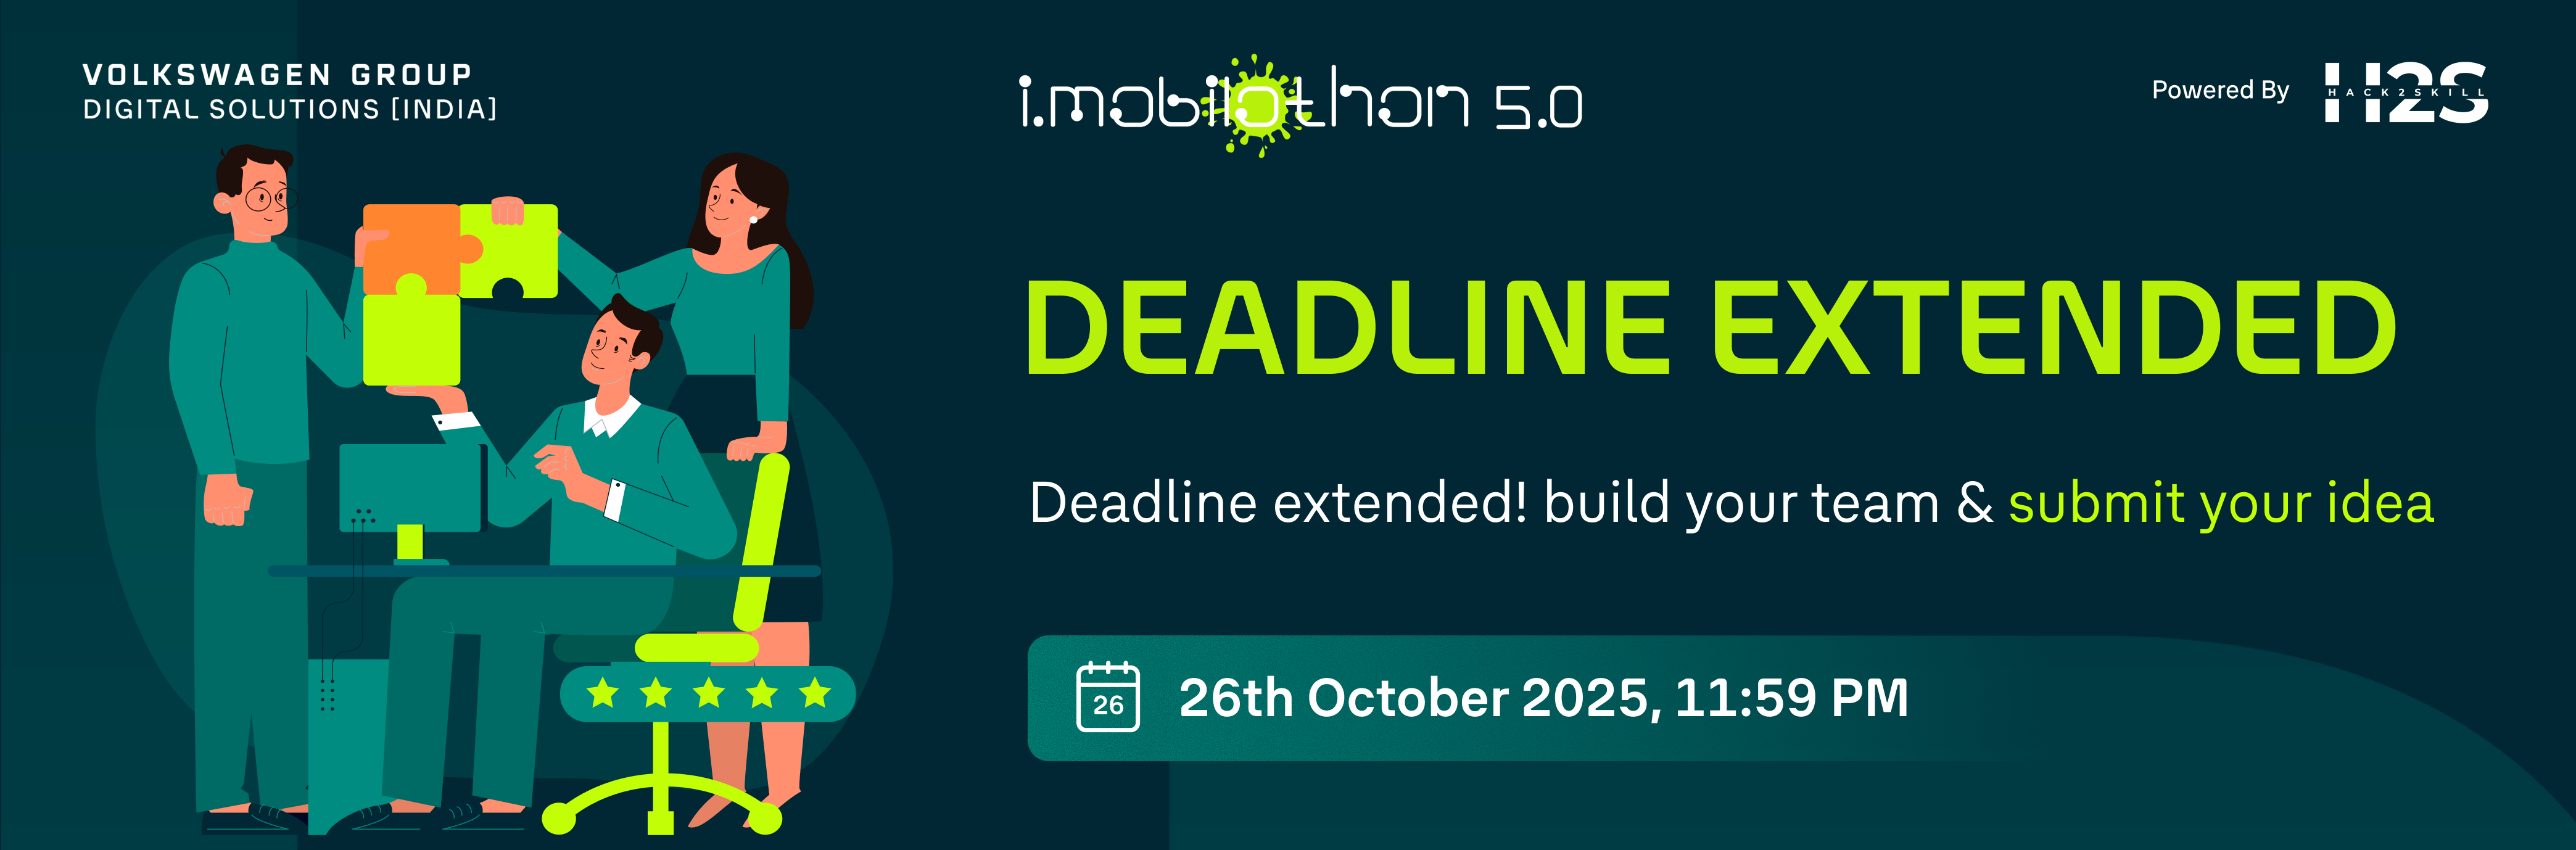 VOLKSWAGEN GROUP
DIGITAL SOLUTIONS [INDIA]
i.mobilothon 5.0
Powered By
H2S
HACK2SKILL
DEADLINE EXTENDED
Deadline extended! build your team & submit your idea
26
26th October 2025, 11:59 PM